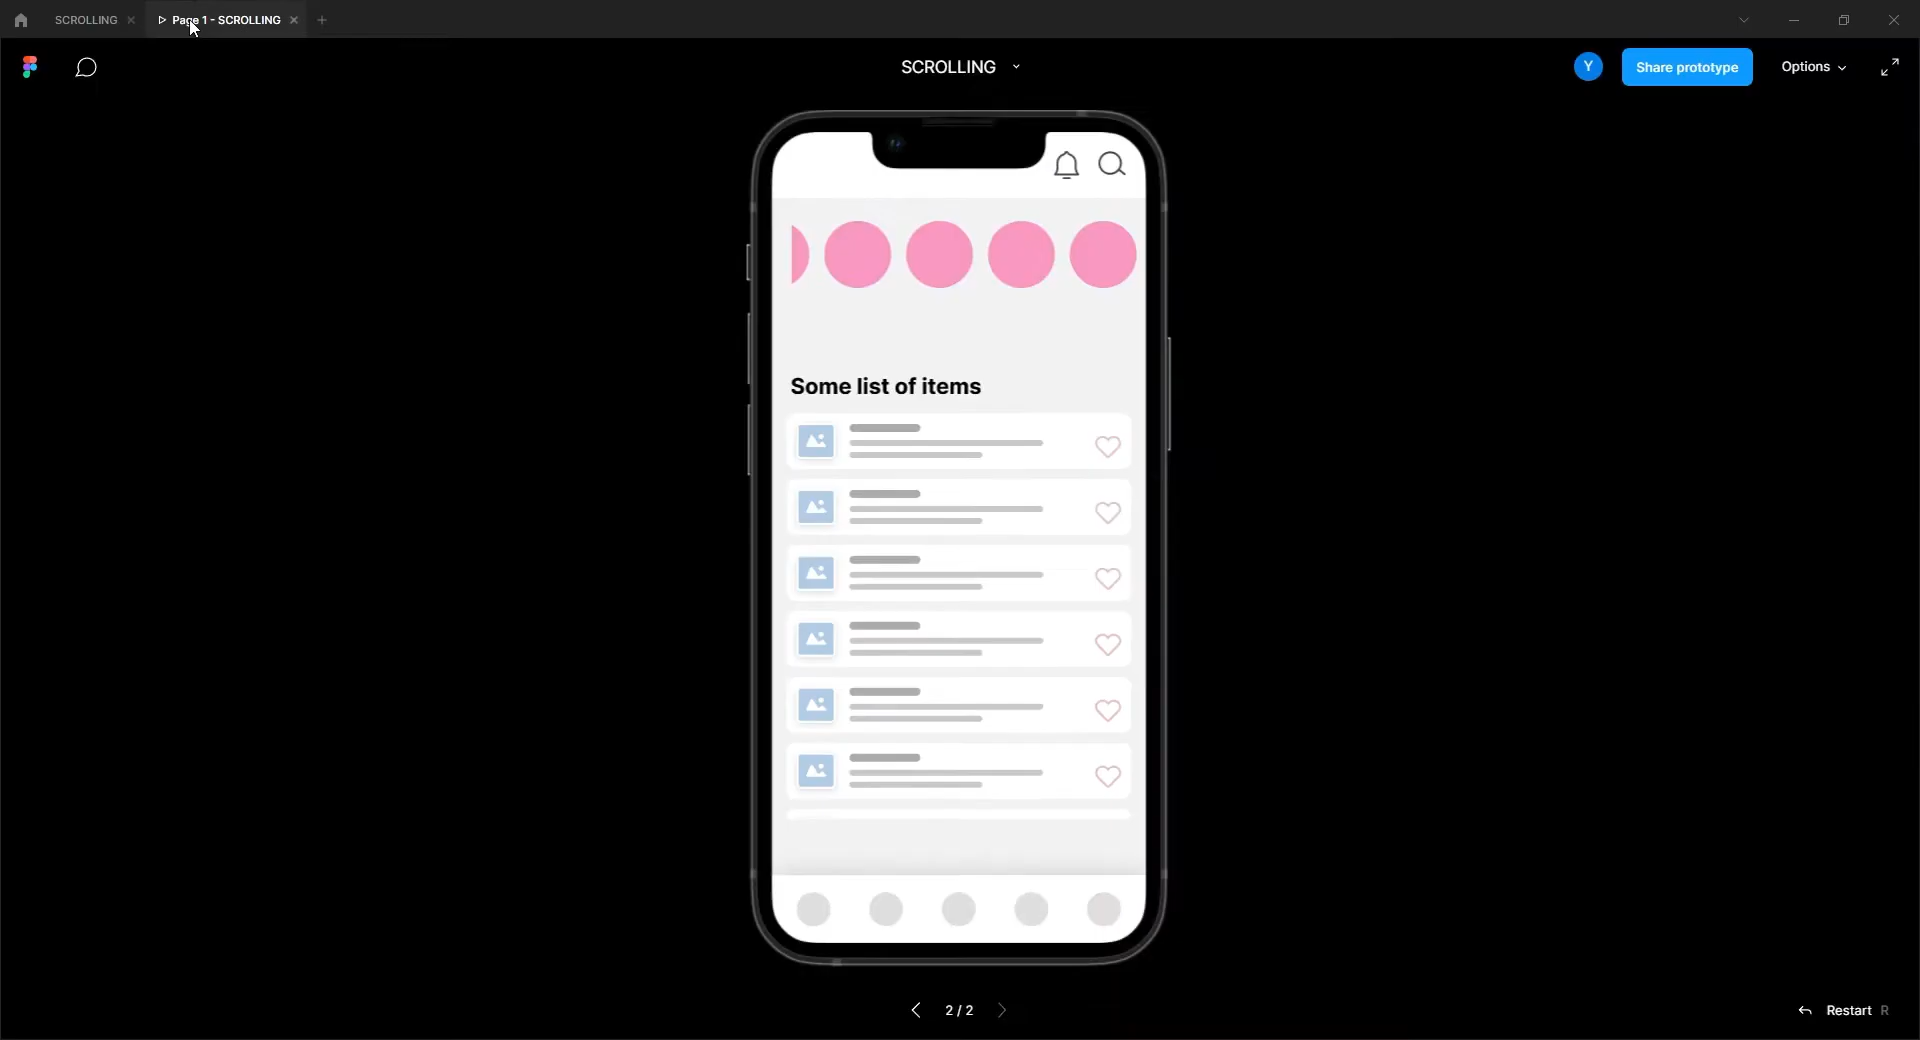 SCROLLING
Page 1 - SCROLLING
SCROLLING
Y
Share prototype
Options
Some list of items
2 / 2
Restart R